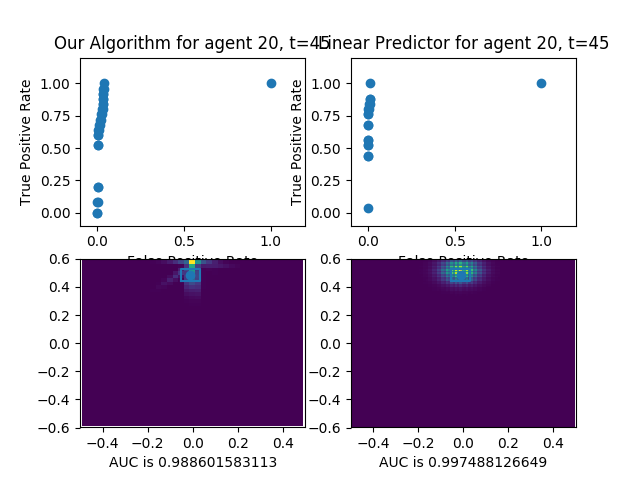 Our Algorithm for agent 20, t=45
Linear Predictor for agent 20, t=45
True Positive Rate
1.00
0.75
0.50
0.25
0.00
0.0 0.5 1.0
False Positive Rate
True Positive Rate
1.00
0.75
0.50
0.25
0.00
0.0 0.5 1.0
False Positive Rate
0.6
0.4
0.2
0.0
−0.2
−0.4
−0.6
−0.4 −0.2 0.0 0.2 0.4
AUC is 0.988601583113
0.6
0.4
0.2
0.0
−0.2
−0.4
−0.6
−0.4 −0.2 0.0 0.2 0.4
AUC is 0.997488126649